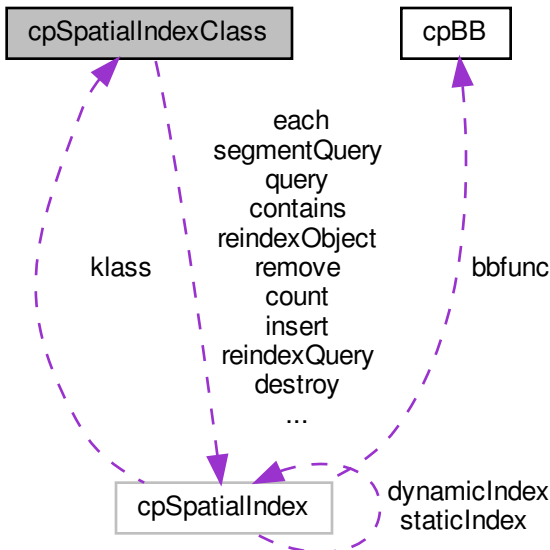 cpSpatialIndexClass
cpBB
each
segmentQuery
query
contains
reindexObject
remove
count
insert
reindexQuery
destroy
...
klass
bbfunc
cpSpatialIndex
dynamicIndex
staticIndex